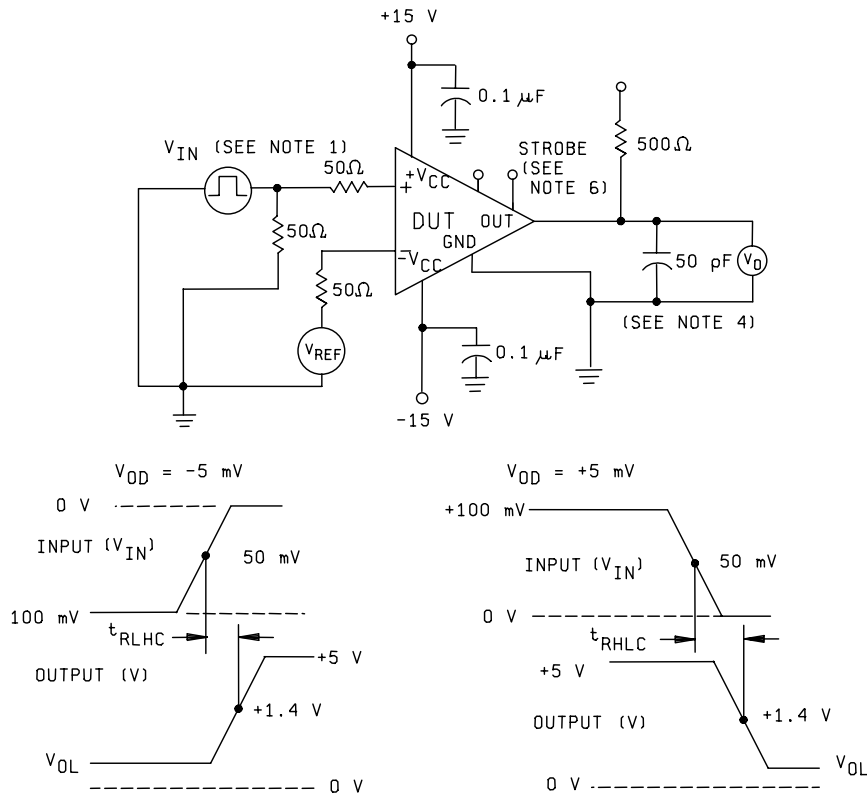 +15 V
0.1 µF
V_IN (SEE NOTE 1)
50Ω
STROBE
(SEE
NOTE 6)
500Ω
+V_CC
+
DUT
OUT
50Ω
GND
−
-V_CC
50 pF
V_O
50Ω
(SEE NOTE 4)
V_REF
0.1 µF
-15 V
V_OD = -5 mV
0 V
INPUT (V_IN)
50 mV
100 mV
t_RLHC
OUTPUT (V)
+5 V
+1.4 V
V_OL
0 V
V_OD = +5 mV
+100 mV
INPUT (V_IN)
50 mV
0 V
t_RHLC
+5 V
OUTPUT (V)
+1.4 V
V_OL
0 V